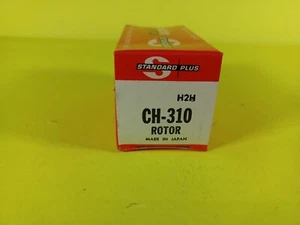 S
STANDARD PLUS
H2H
CH-310
ROTOR
MADE IN JAPAN